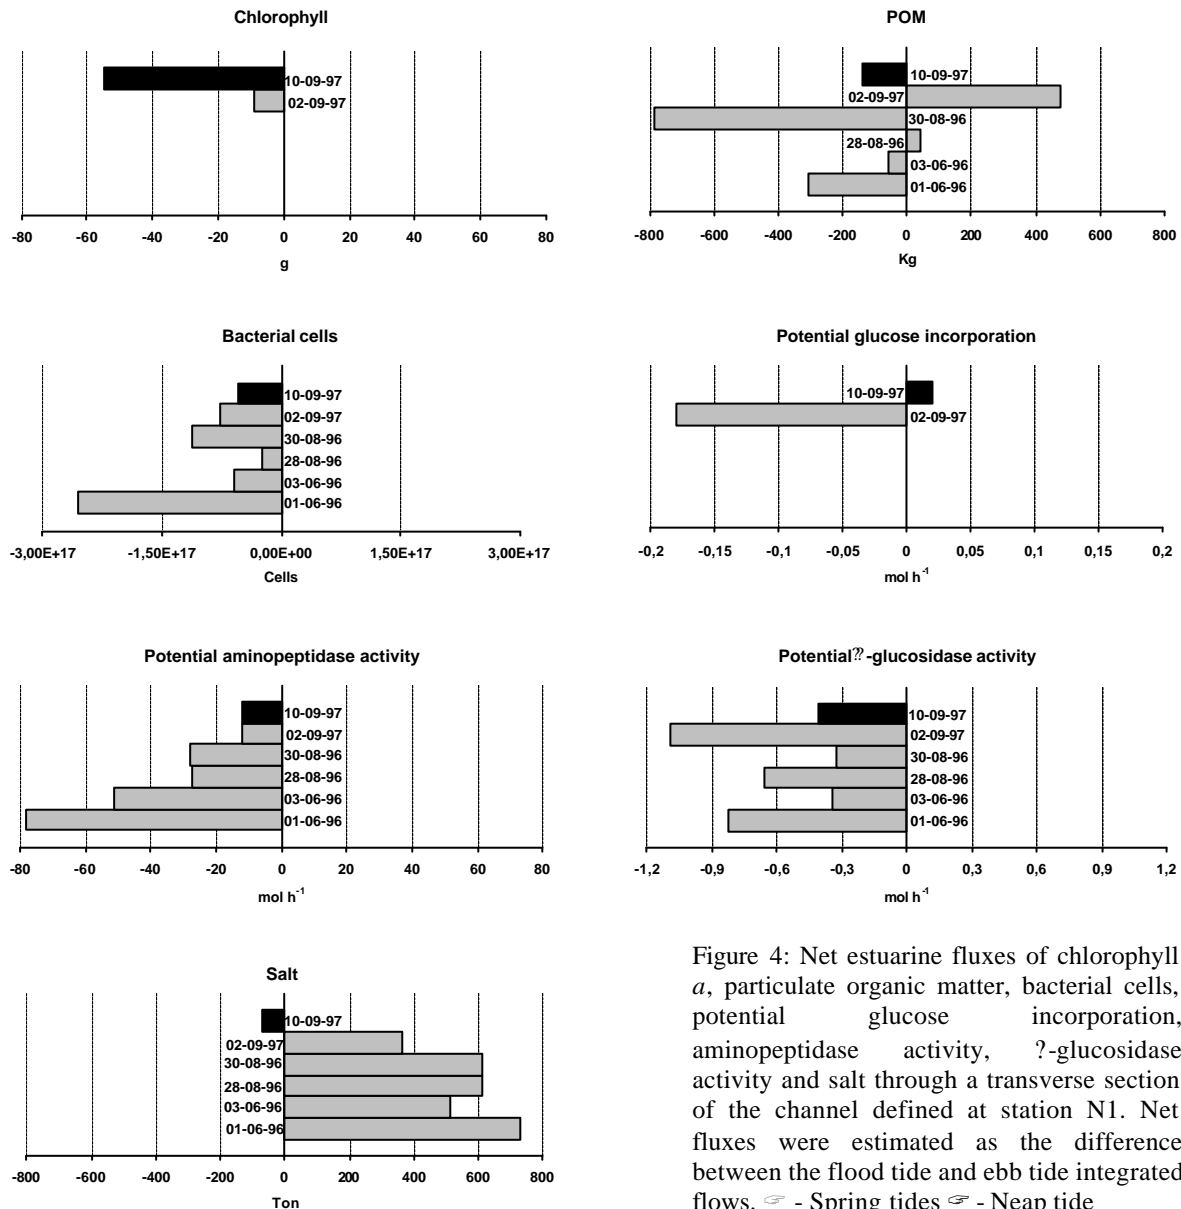 Chlorophyll
10-09-97
02-09-97
-80 -60 -40 -20 0 20 40 60 80
g
POM
10-09-97
02-09-97
30-08-96
28-08-96
03-06-96
01-06-96
-800 -600 -400 -200 0 200 400 600 800
Kg
Bacterial cells
10-09-97
02-09-97
30-08-96
28-08-96
03-06-96
01-06-96
-3,00E+17 -1,50E+17 0,00E+00 1,50E+17 3,00E+17
Cells
Potential glucose incorporation
10-09-97
02-09-97
-0,2 -0,15 -0,1 -0,05 0 0,05 0,1 0,15 0,2
mol h⁻¹
Potential aminopeptidase activity
10-09-97
02-09-97
30-08-96
28-08-96
03-06-96
01-06-96
-80 -60 -40 -20 0 20 40 60 80
mol h⁻¹
Potential ⁇-glucosidase activity
10-09-97
02-09-97
30-08-96
28-08-96
03-06-96
01-06-96
-1,2 -0,9 -0,6 -0,3 0 0,3 0,6 0,9 1,2
mol h⁻¹
Salt
10-09-97
02-09-97
30-08-96
28-08-96
03-06-96
01-06-96
-800 -600 -400 -200 0 200 400 600 800
Ton
Figure 4: Net estuarine fluxes of chlorophyll
a, particulate organic matter, bacterial cells,
potential glucose incorporation,
aminopeptidase activity, ?-glucosidase
activity and salt through a transverse section
of the channel defined at station N1. Net
fluxes were estimated as the difference
between the flood tide and ebb tide integrated
flows. ☞ - Spring tides ☞ - Neap tide